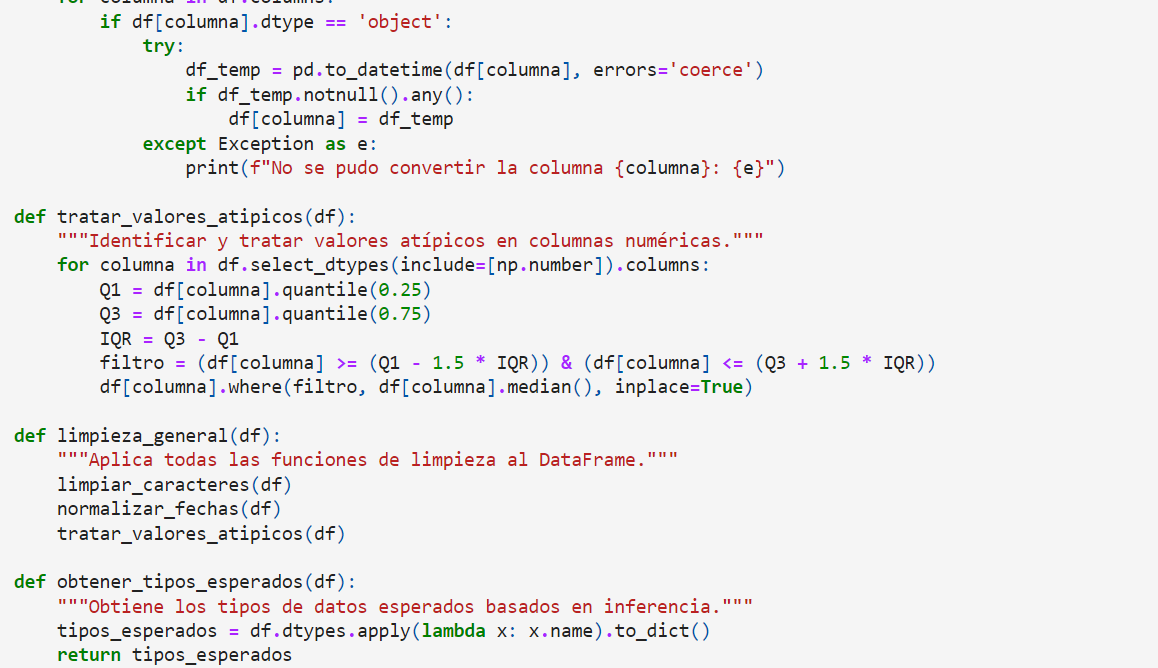 for columna in df.columns:
if df[columna].dtype == 'object':
try:
df_temp = pd.to_datetime(df[columna], errors='coerce')
if df_temp.notnull().any():
df[columna] = df_temp
except Exception as e:
print(f"No se pudo convertir la columna {columna}: {e}")
def tratar_valores_atipicos(df):
"""Identificar y tratar valores atípicos en columnas numéricas."""
for columna in df.select_dtypes(include=[np.number]).columns:
Q1 = df[columna].quantile(0.25)
Q3 = df[columna].quantile(0.75)
IQR = Q3 - Q1
filtro = (df[columna] >= (Q1 - 1.5 * IQR)) & (df[columna] <= (Q3 + 1.5 * IQR))
df[columna].where(filtro, df[columna].median(), inplace=True)
def limpieza_general(df):
"""Aplica todas las funciones de limpieza al DataFrame."""
limpiar_caracteres(df)
normalizar_fechas(df)
tratar_valores_atipicos(df)
def obtener_tipos_esperados(df):
"""Obtiene los tipos de datos esperados basados en inferencia."""
tipos_esperados = df.dtypes.apply(lambda x: x.name).to_dict()
return tipos_esperados